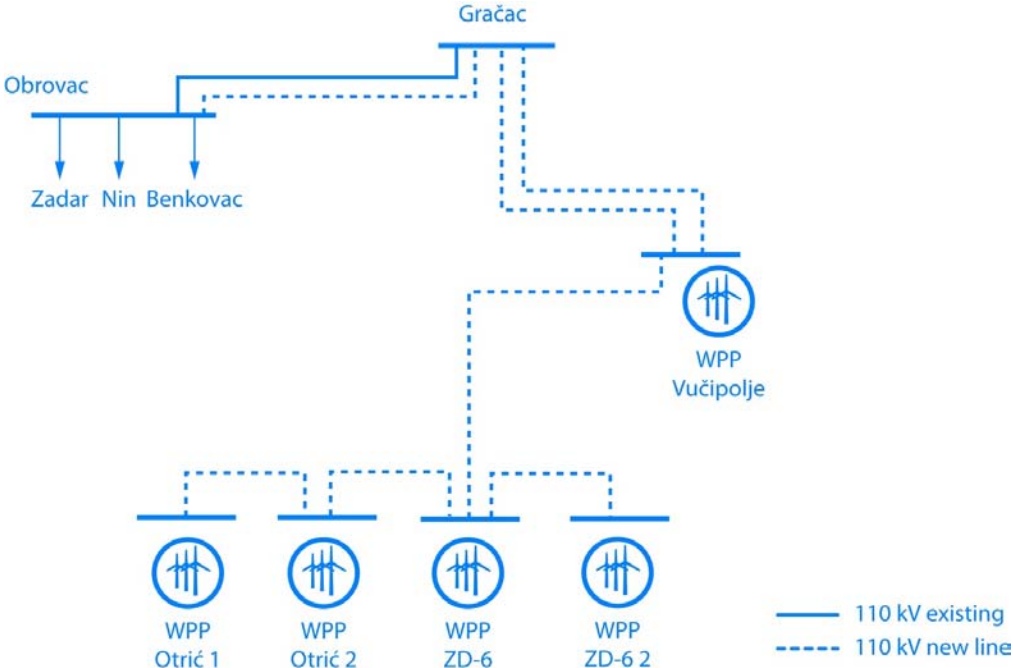 Gračac
Obrovac
Zadar Nin Benkovac
WPP
Vučipolje
WPP
Otrić 1
WPP
Otrić 2
WPP
ZD-6
WPP
ZD-6 2
110 kV existing
110 kV new line